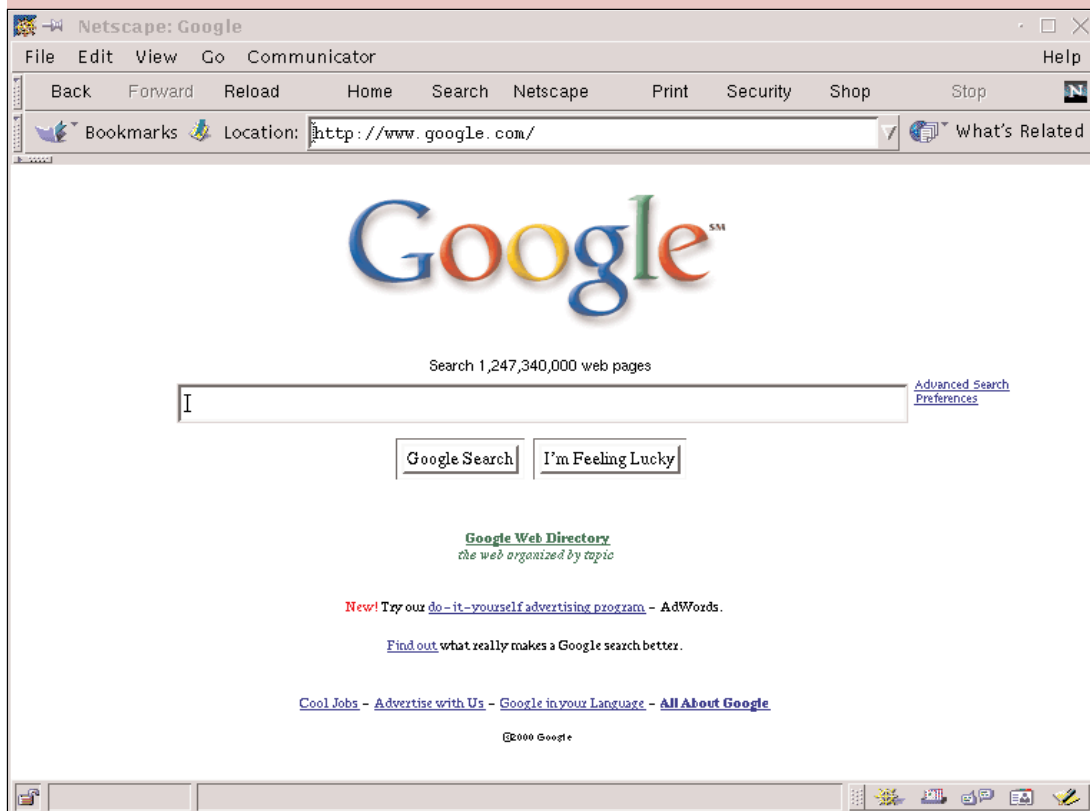 Netscape: Google
File Edit View Go Communicator Help
Back Forward Reload Home Search Netscape Print Security Shop Stop N
Bookmarks Location: http://www.google.com/ What's Related
Google SM
Search 1,247,340,000 web pages
Advanced Search
Preferences
Google Search I'm Feeling Lucky
Google Web Directory
the web organized by topic
New! Try our do-it-yourself advertising program - AdWords.
Find out what really makes a Google search better.
Cool Jobs - Advertise with Us - Google in your Language - All About Google
©2000 Google